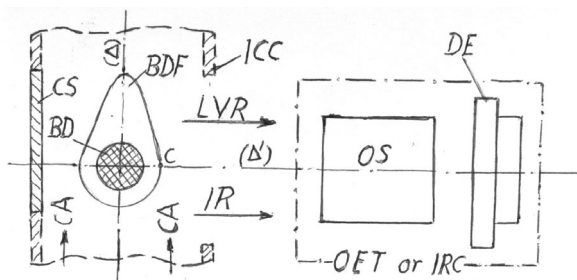 (Δ)
BDF
ICC
CS
BD
C
LVR
(Δ')
IR
CA
CA
DE
OS
OET or IRC